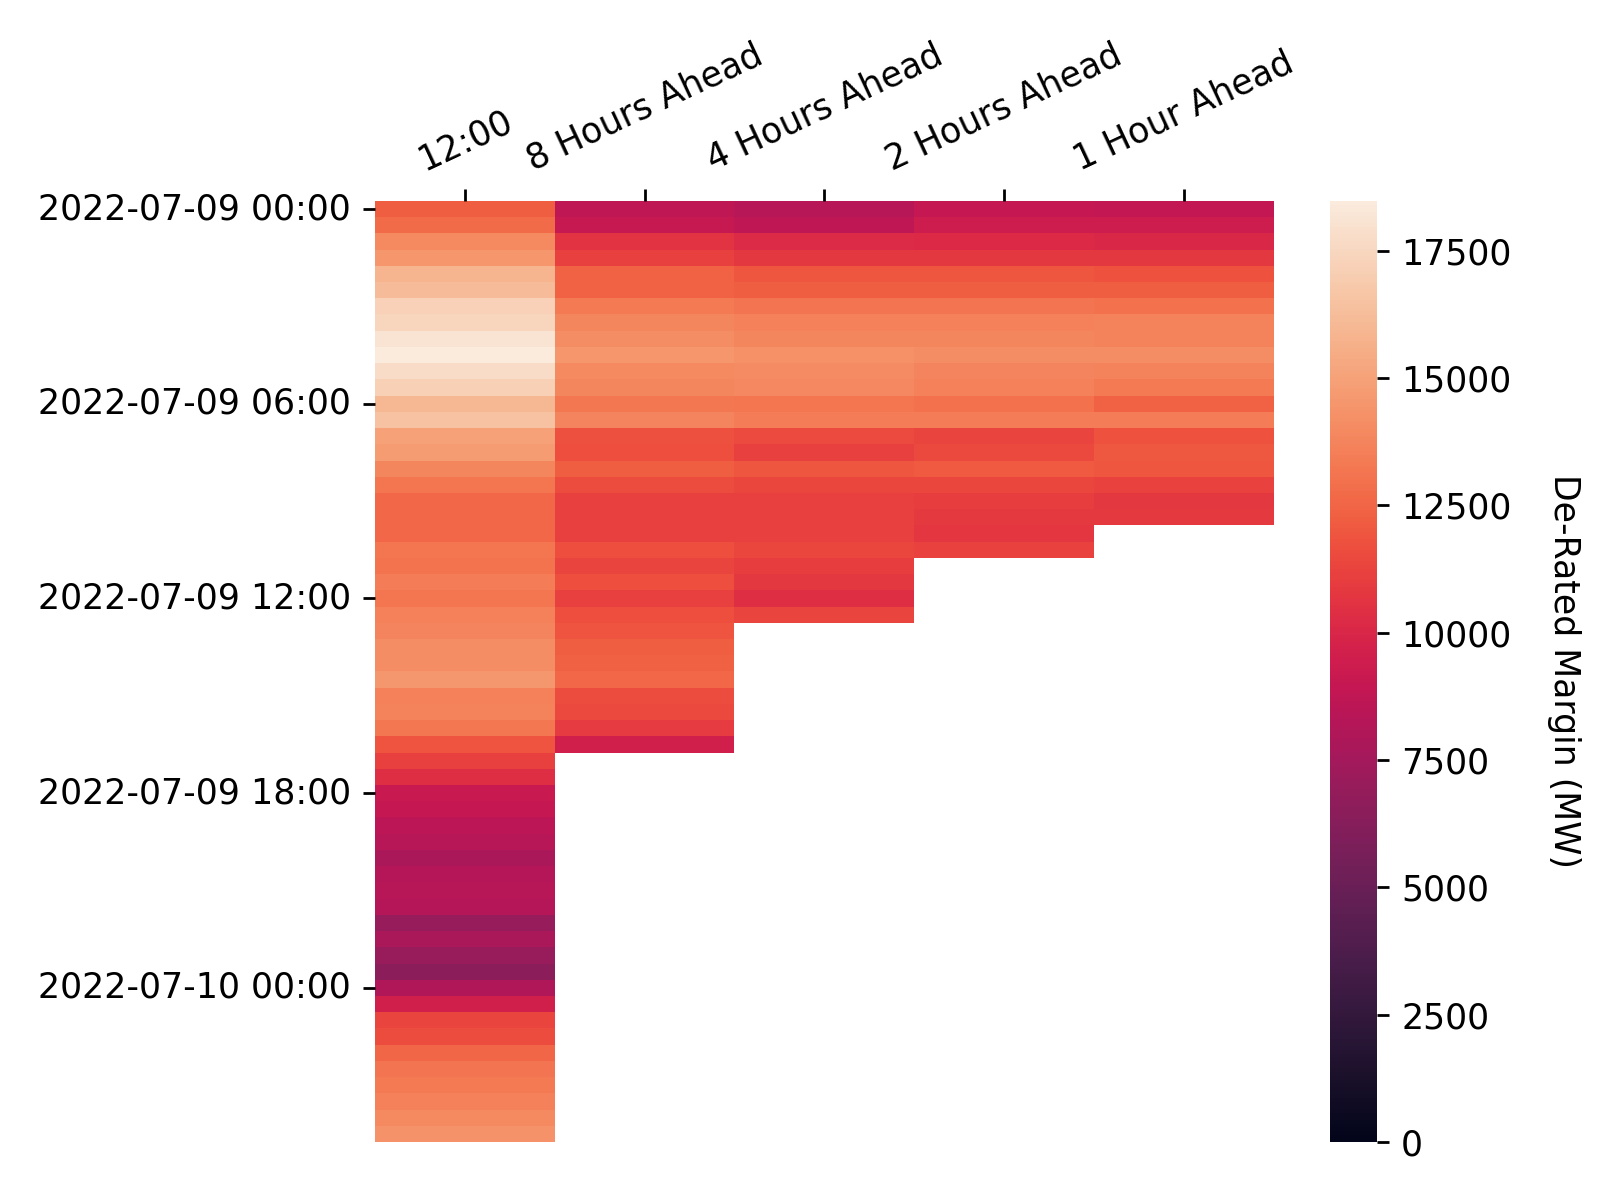 12:00
8 Hours Ahead
4 Hours Ahead
2 Hours Ahead
1 Hour Ahead
2022-07-09 00:00
2022-07-09 06:00
2022-07-09 12:00
2022-07-09 18:00
2022-07-10 00:00
17500
15000
12500
10000
7500
5000
2500
0
De-Rated Margin (MW)